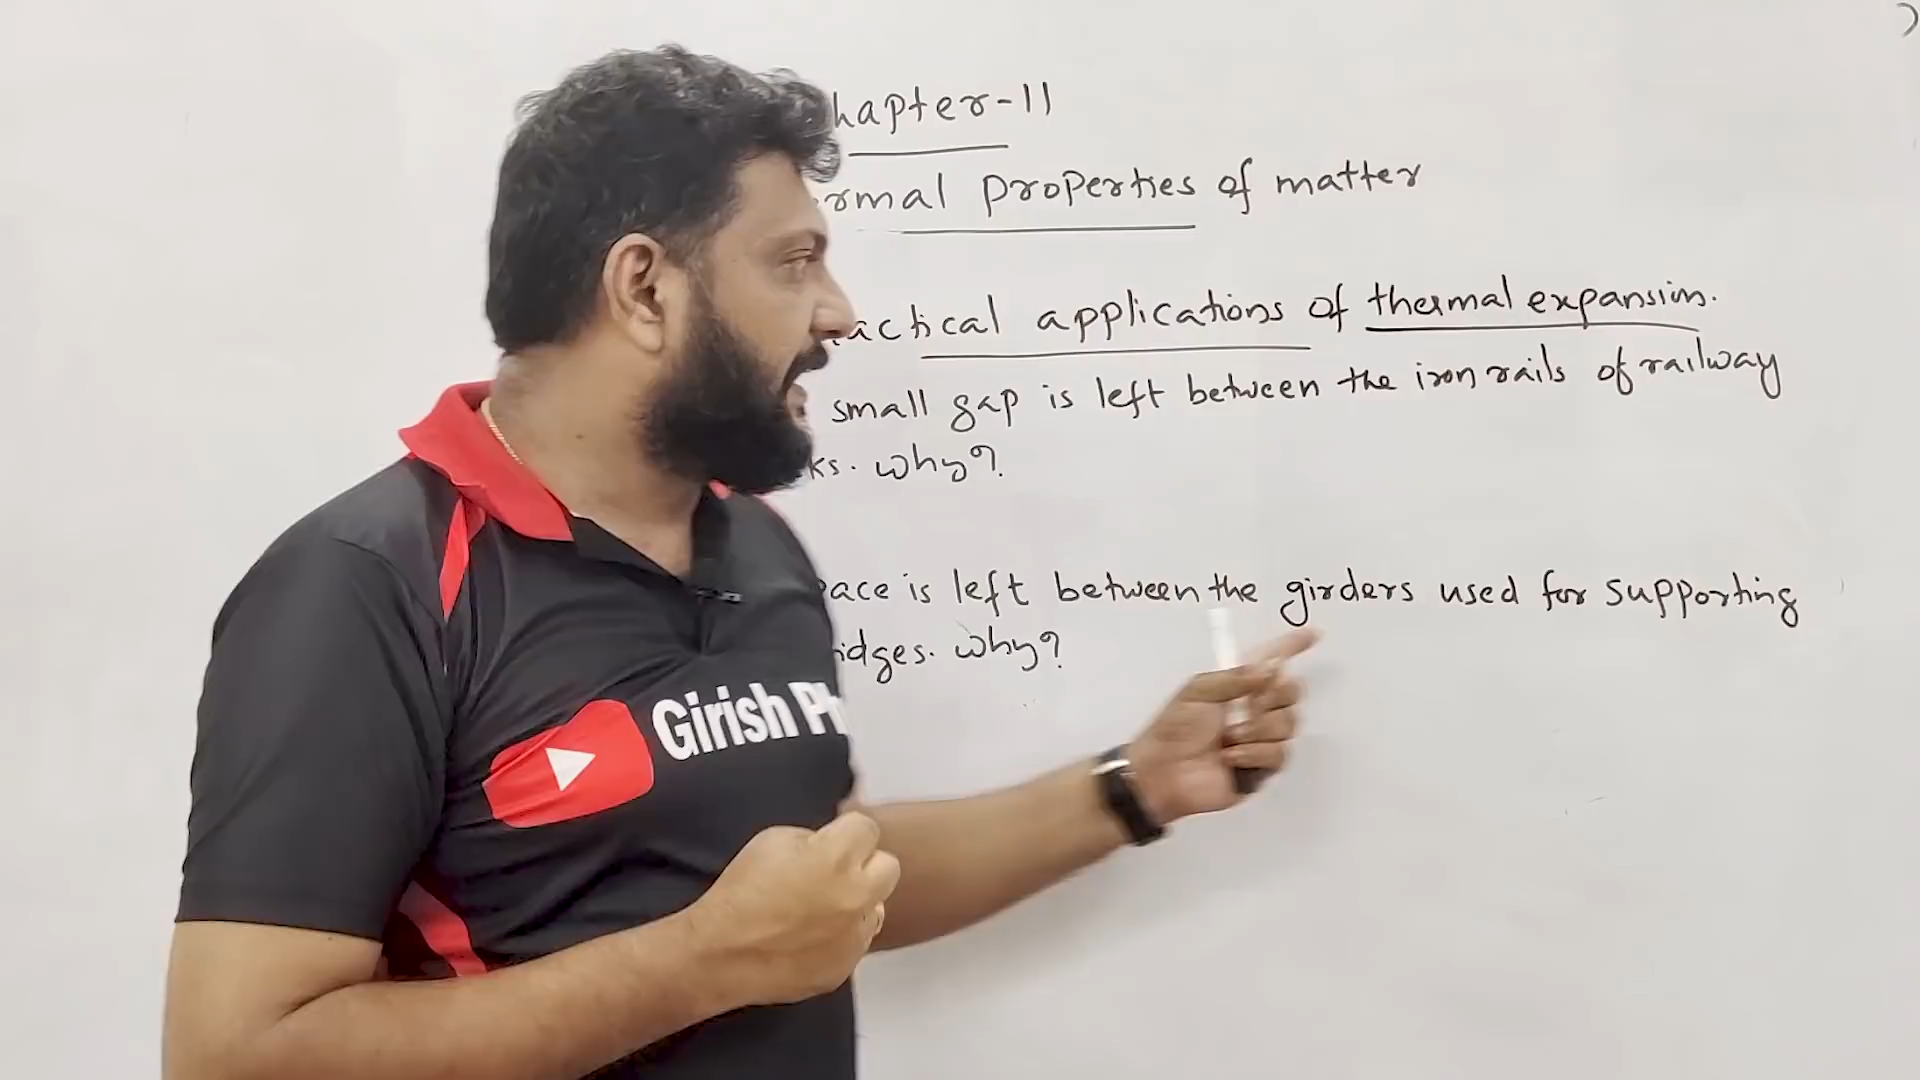 hapter-11
rmal properties of matter
actical applications of thermal expansion.
small gap is left between the iron rails of railway
ks. why?
ace is left between the girders used for supporting
idges. why?
Girish Ph